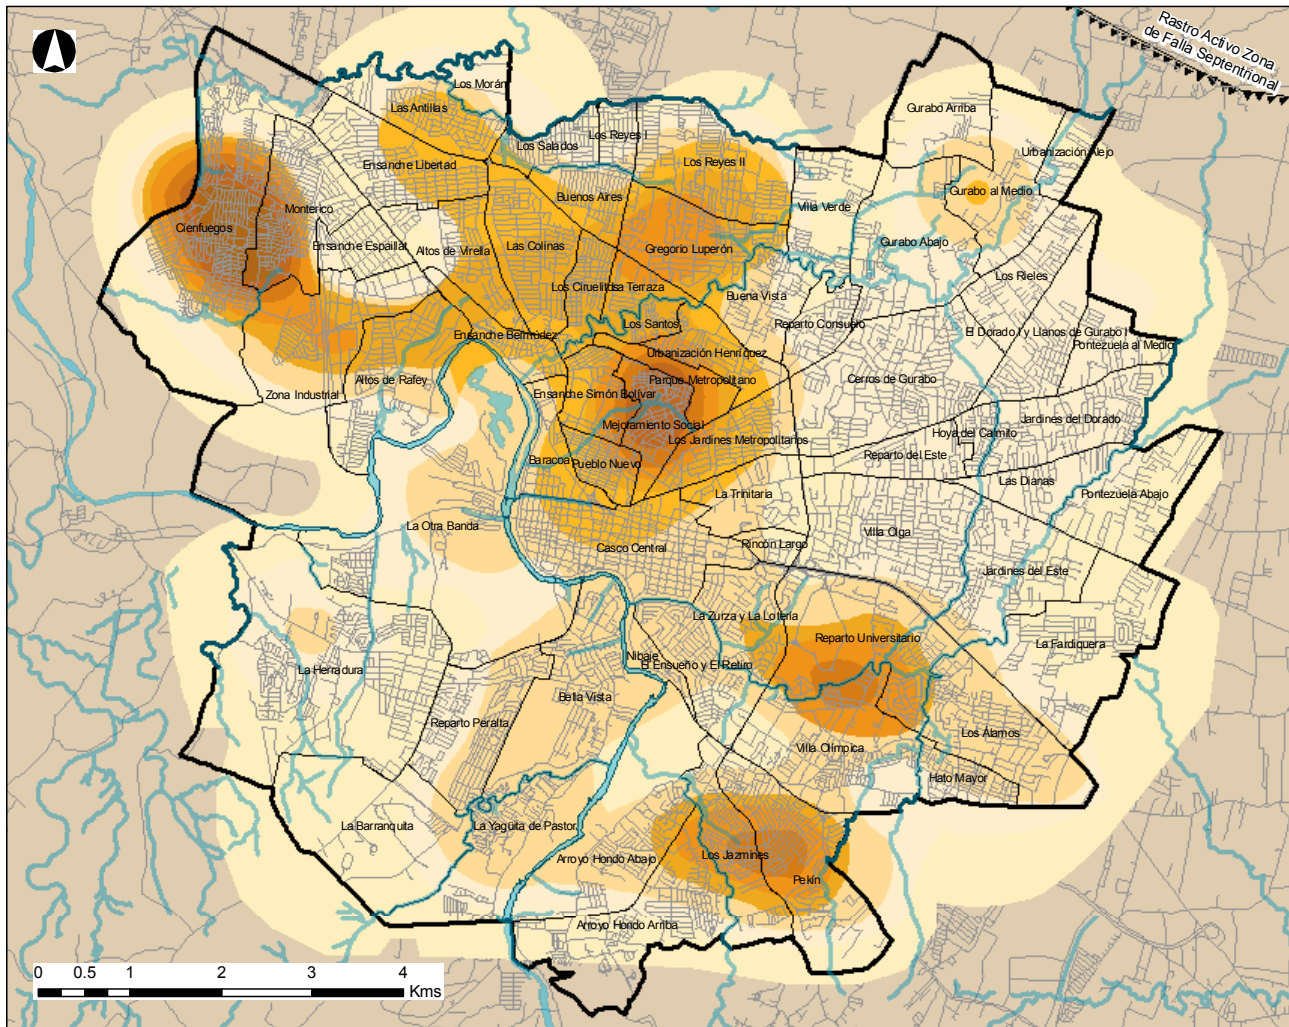 Rastro Activo Zona
de Falla Septentrional
Los Morán
Las Antillas
Gurabo Arriba
Los Reyes I
Los Salados
Urbanización Alejo
Ensanche Libertad
Los Reyes II
Gurabo al Medio
Buenos Aires
Monterico
Villa Verde
Cienfuegos
Ensanche Espaillat
Altos de Virella
Las Colinas
Gregorio Luperón
Gurabo Abajo
Los Rieles
Los Ciruelitos
La Terraza
Buena Vista
Los Santos
Reparto Consuelo
Ensanche Bermúdez
El Dorado I y Llanos de Gurabo I
Pontezuela al Medio
Urbanización Henríquez
Altos de Rafey
Parque Metropolitano
Cerros de Gurabo
Zona Industrial
Ensanche Simón Bolívar
Mejoramiento Social
Jardines del Dorado
Los Jardines Metropolitanos
Hoya del Caimito
Baracoa
Pueblo Nuevo
Reparto del Este
Las Dianas
La Trinitaria
Pontezuela Abajo
La Otra Banda
Villa Olga
Casco Central
Rincón Largo
Jardines del Este
La Zurza y La Lotería
Reparto Universitario
La Fardiquera
Nibaje
El Ensueño y El Retiro
La Herradura
Bella Vista
Reparto Peralta
Los Álamos
Villa Olímpica
Hato Mayor
La Barranquita
La Yagüita de Pastor
Arroyo Hondo Abajo
Los Jazmines
Pekín
Arroyo Hondo Arriba
0 0.5 1 2 3 4
Kms